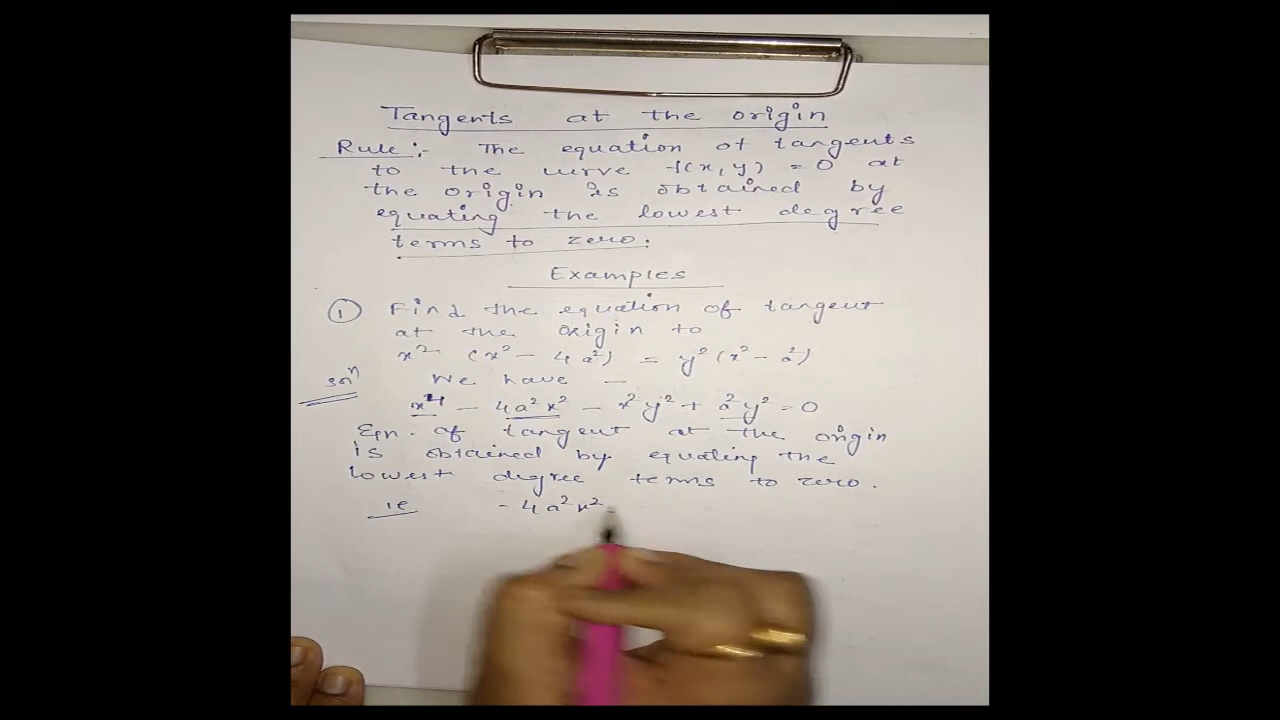 Tangents at the origin
Rule:- The equation of tangents
to the curve f(x, y) = 0 at
the origin is obtained by
equating the lowest degree
terms to zero.
Examples
① Find the equation of tangent
at the origin to
x² (x² - 4a²) = y² (x² - a²)
We have —
soln
x⁴ - 4a²x² - x²y² + a²y² = 0
Eqn. of tangent at the origin
is obtained by equating the
lowest degree terms to zero.
ie - 4a²x²